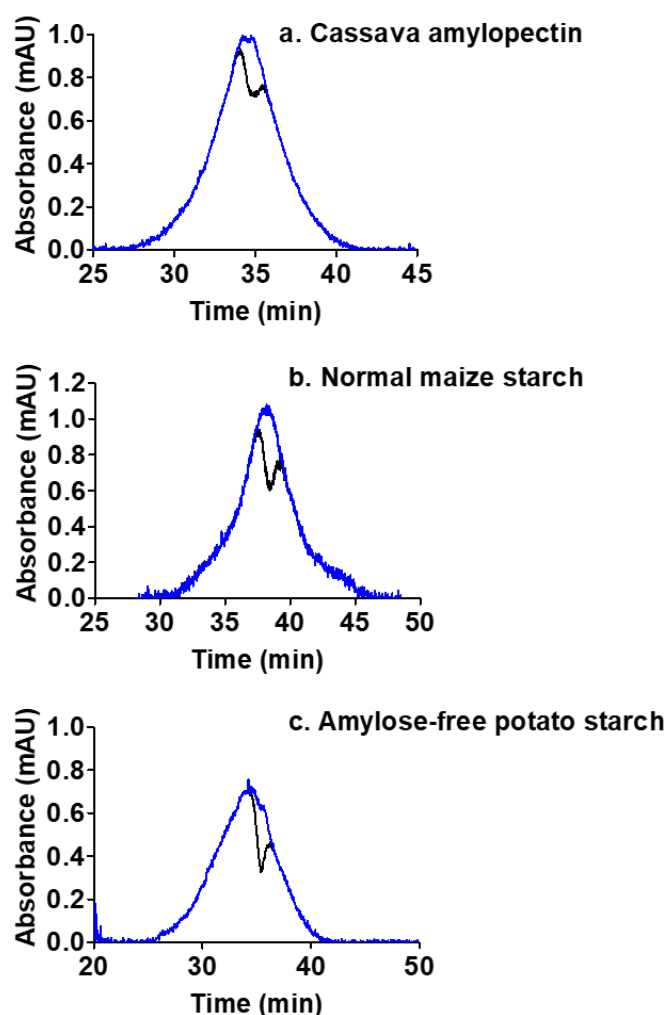 a. Cassava amylopectin
Absorbance (mAU)
1.0
0.8
0.6
0.4
0.2
0.0
25 30 35 40 45
Time (min)
b. Normal maize starch
Absorbance (mAU)
1.2
1.0
0.8
0.6
0.4
0.2
0.0
25 30 35 40 45 50
Time (min)
c. Amylose-free potato starch
Absorbance (mAU)
1.0
0.8
0.6
0.4
0.2
0.0
20 30 40 50
Time (min)